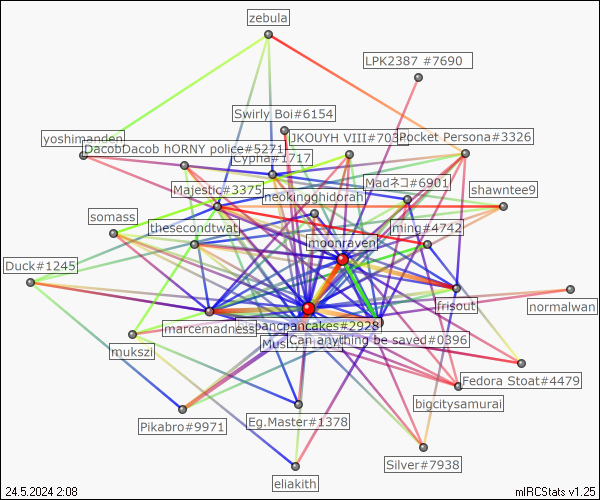 zebula
LPK2387 #7690
Swirly Boi#6154
yoshimanden
JKOUYH VIII#703
Pocket Persona#3326
DacobDacob hORNY police#5271
Cypha#1717
Majestic#3375
Madネコ#6901
shawntee9
neokingghidorah
somass
thesecondtwat
ming#4742
moonraven
Duck#1245
frisout
normalwan
marcemadness
bispancpancakes#2928
Can anything be saved#0396
mukszi
Fedora Stoat#4479
bigcitysamurai
Pikabro#9971
Eg.Master#1378
Silver#7938
eliakith
24.5.2024 2:08
mIRCStats v1.25